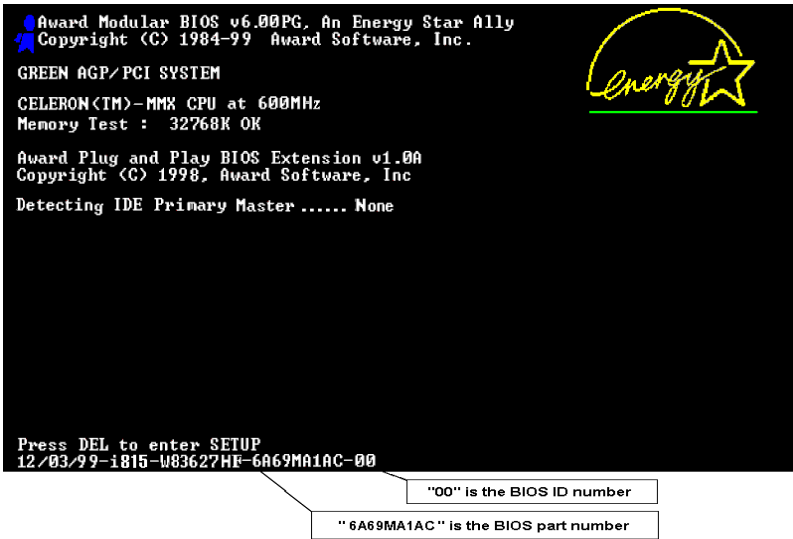 Award Modular BIOS v6.00PG, An Energy Star Ally
Copyright (C) 1984-99 Award Software, Inc.
energy
GREEN AGP/PCI SYSTEM
CELERON(TM)-MMX CPU at 600MHz
Memory Test : 32768K OK
Award Plug and Play BIOS Extension v1.0A
Copyright (C) 1998, Award Software, Inc
Detecting IDE Primary Master ...... None
Press DEL to enter SETUP
12/03/99-i815-W83627HF-6A69MA1AC-00
"00" is the BIOS ID number
"6A69MA1AC" is the BIOS part number